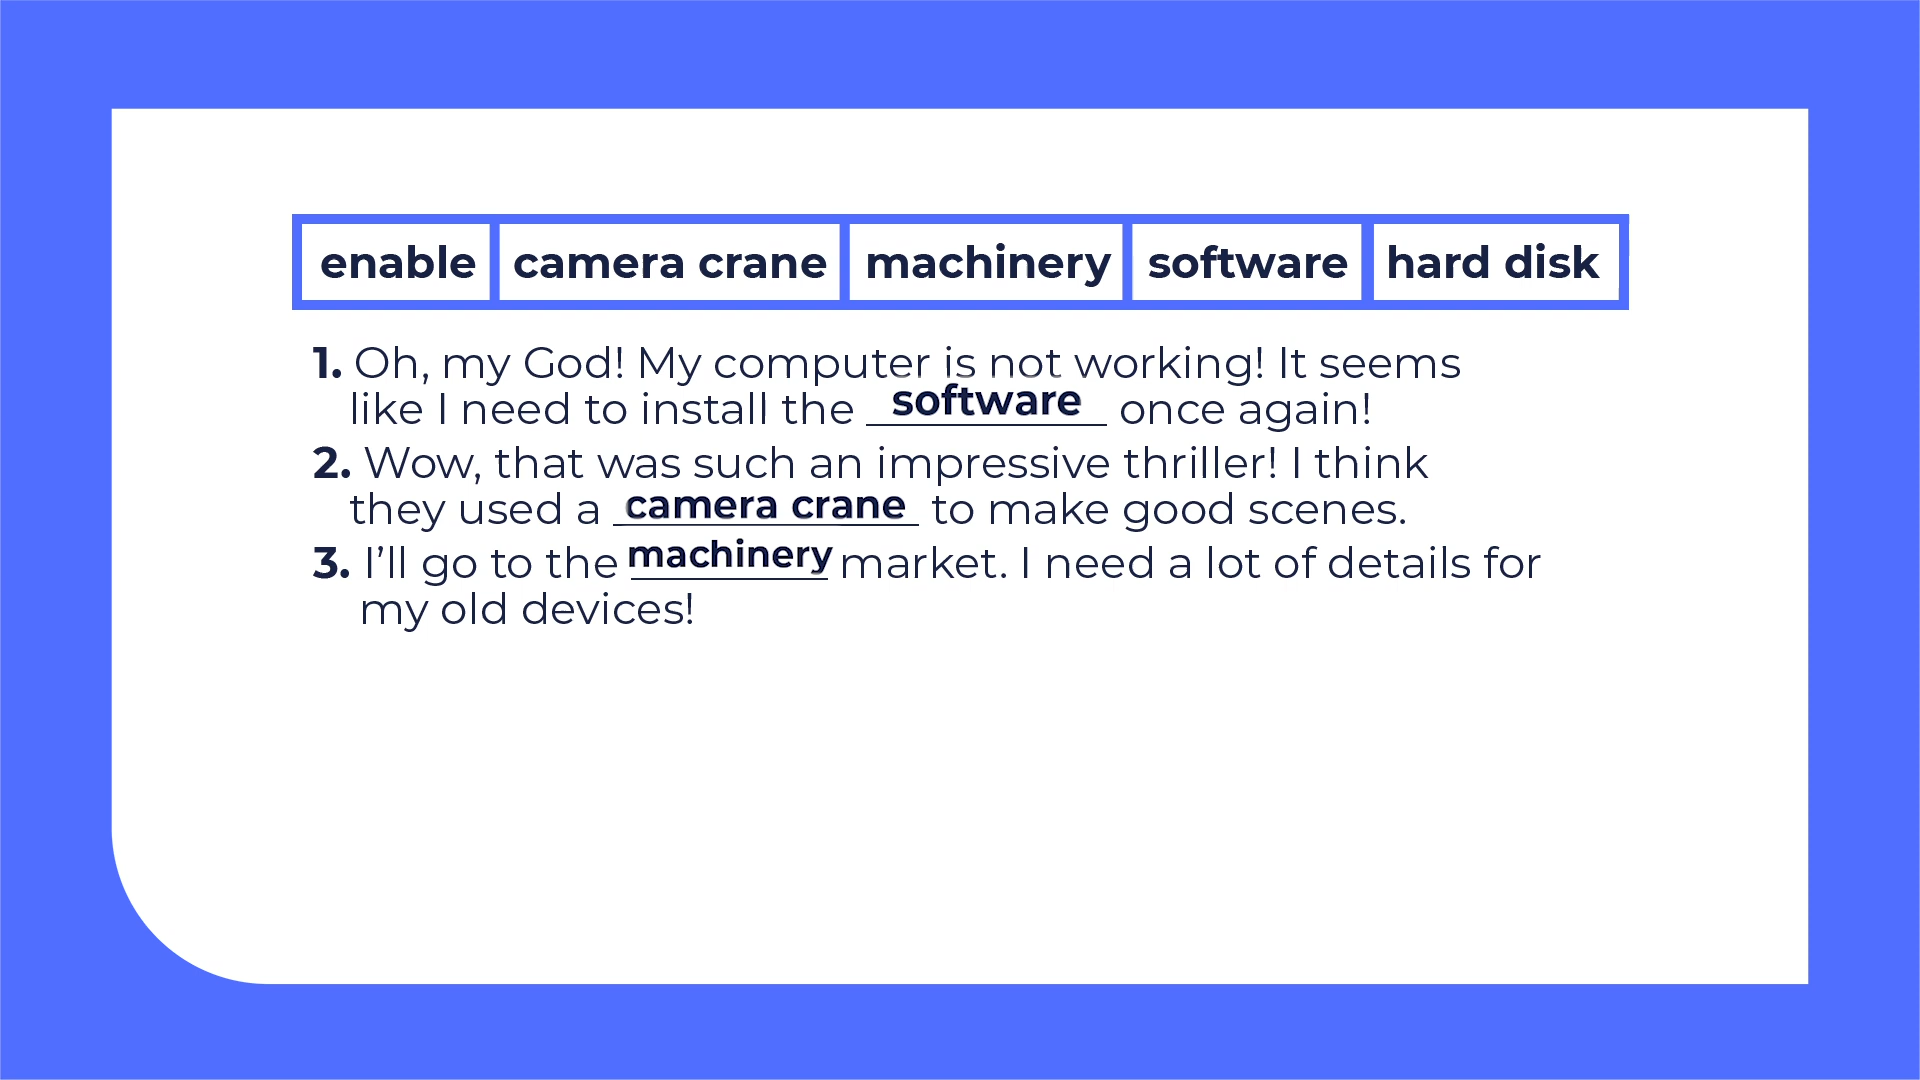 enable camera crane machinery software hard disk
1. Oh, my God! My computer is not working! It seems
like I need to install the software once again!
2. Wow, that was such an impressive thriller! I think
they used a camera crane to make good scenes.
3. I’ll go to the machinery market. I need a lot of details for
my old devices!